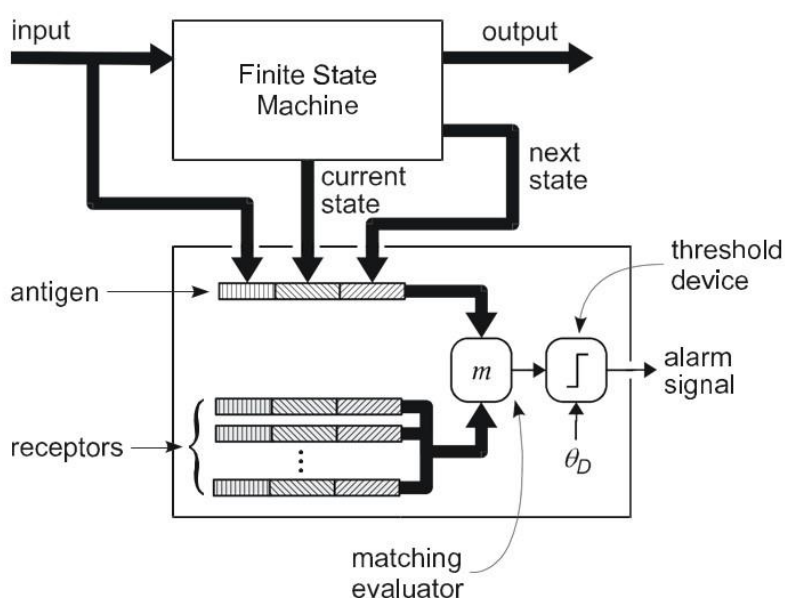 input
output
Finite State
Machine
next
state
current
state
threshold
device
antigen
m
alarm
signal
receptors
θD
matching
evaluator